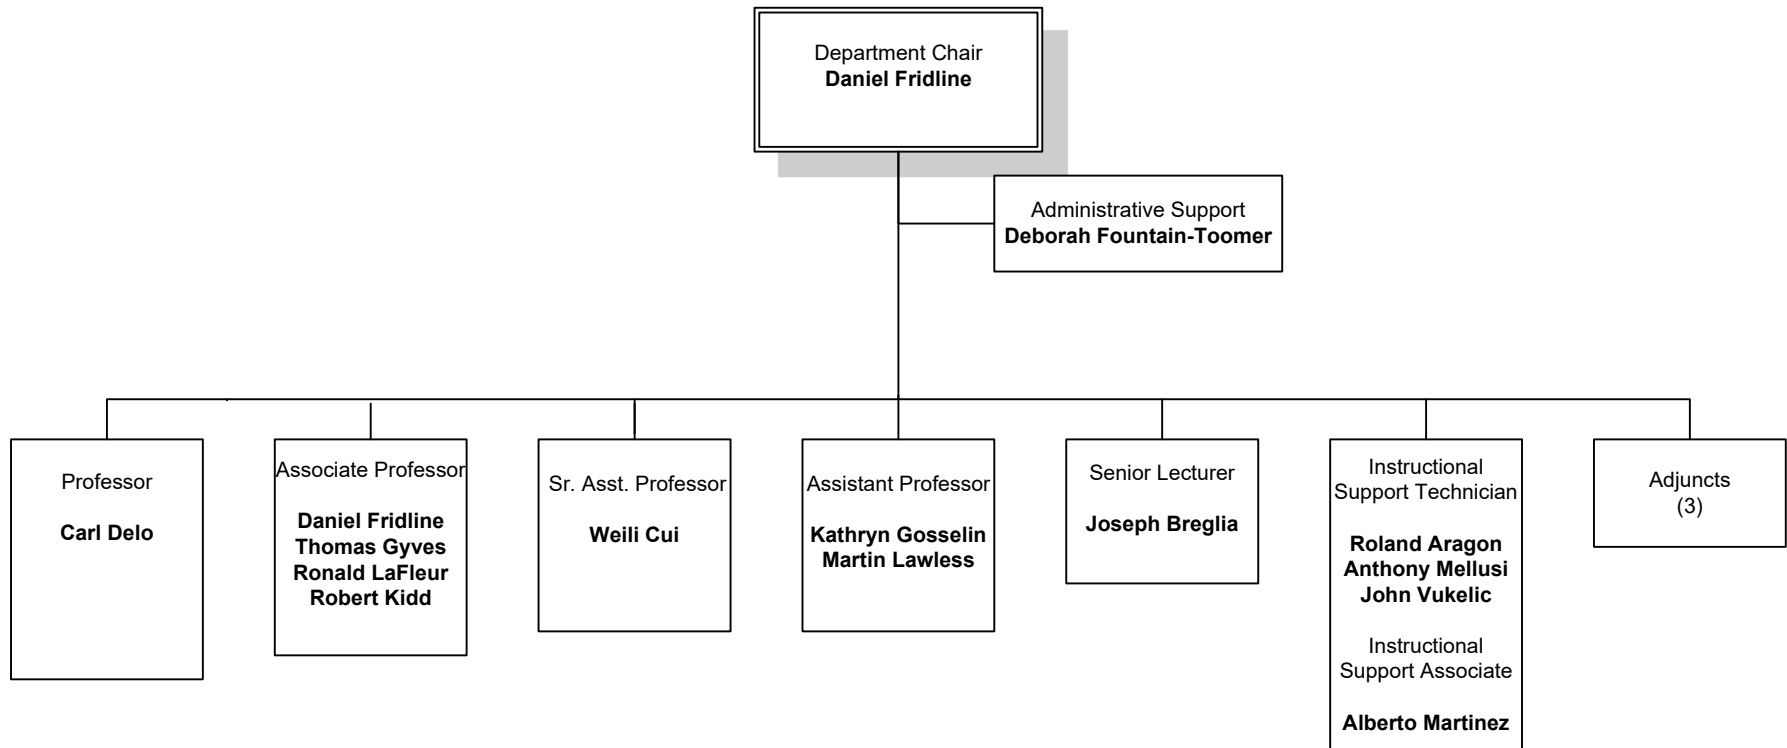 Department Chair
Daniel Fridline
Administrative Support
Deborah Fountain-Toomer
Professor
Carl Delo
Associate Professor
Daniel Fridline
Thomas Gyves
Ronald LaFleur
Robert Kidd
Sr. Asst. Professor
Weili Cui
Assistant Professor
Kathryn Gosselin
Martin Lawless
Senior Lecturer
Joseph Breglia
Instructional
Support Technician
Roland Aragon
Anthony Mellusi
John Vukelic
Instructional
Support Associate
Alberto Martinez
Adjuncts
(3)